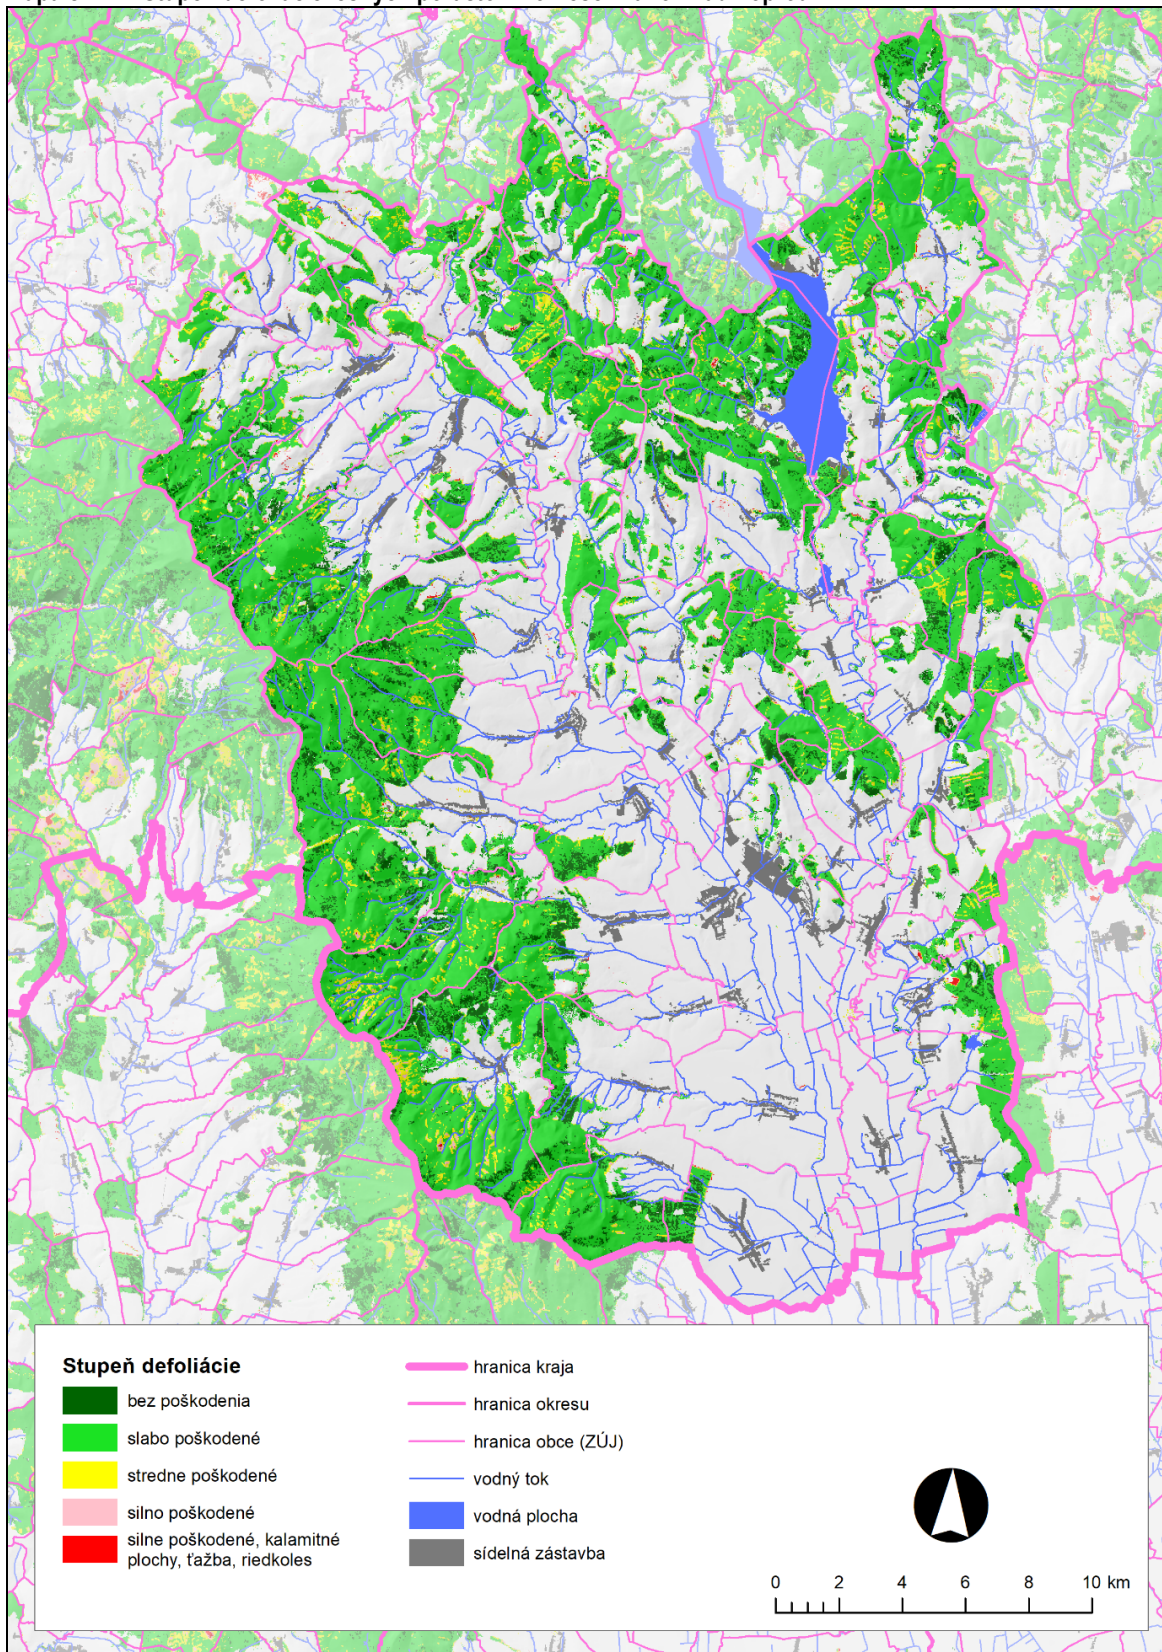 Stupeň defoliácie
bez poškodenia
slabo poškodené
stredne poškodené
silno poškodené
silne poškodené, kalamitné
plochy, ťažba, riedkoles
hranica kraja
hranica okresu
hranica obce (ZÚJ)
vodný tok
vodná plocha
sídelná zástavba
0 2 4 6 8 10 km